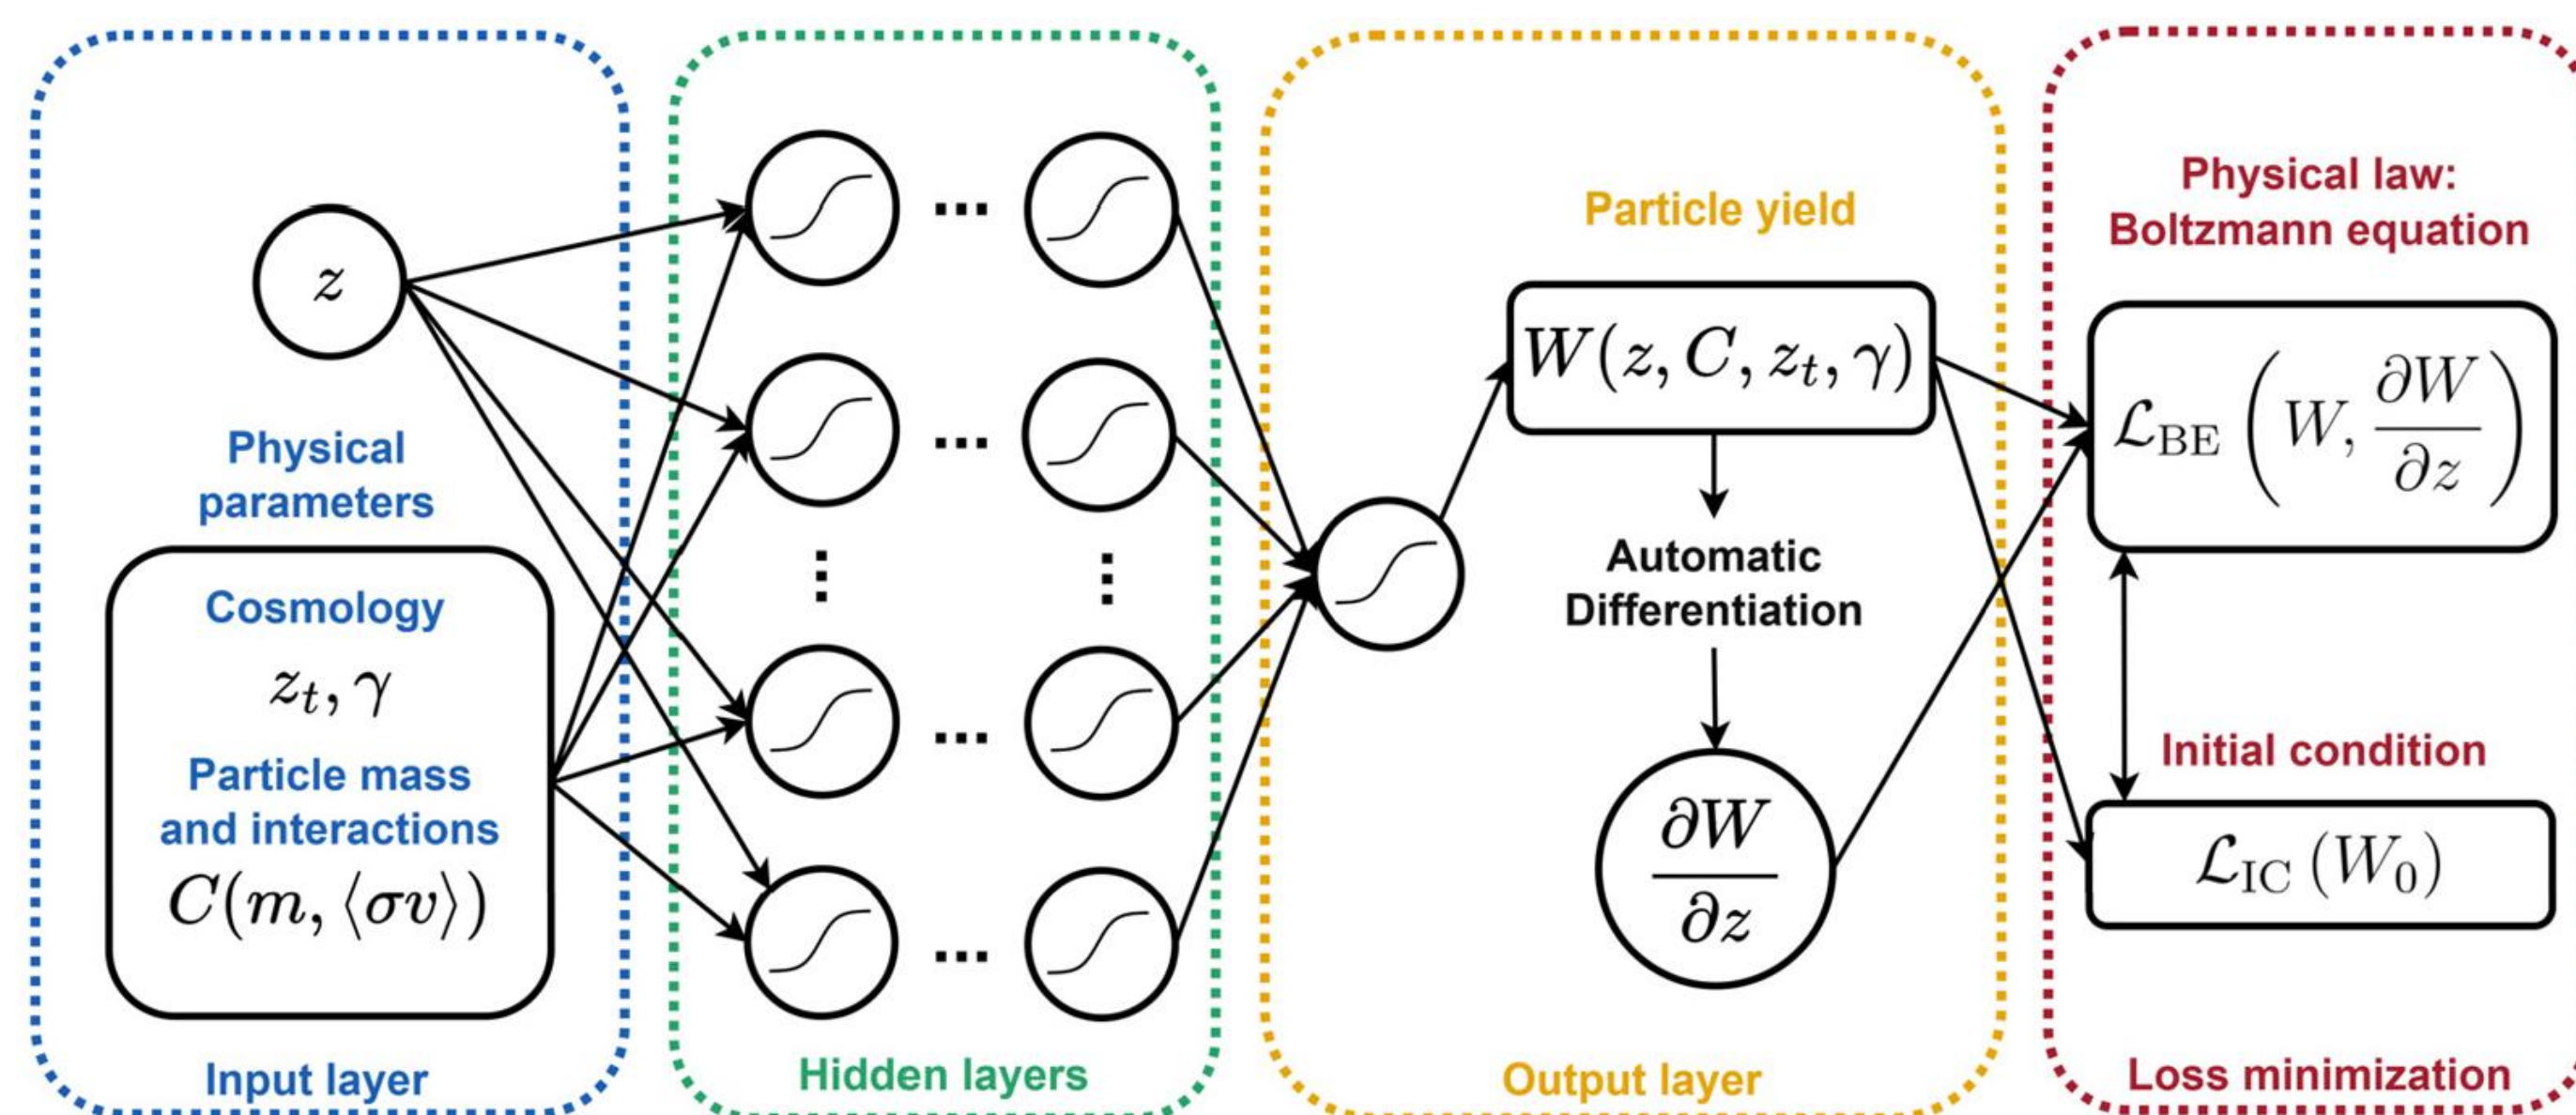 z
Physical
parameters
Cosmology
z_t, γ
Particle mass
and interactions
C(m, ⟨σv⟩)
Input layer
...
...
...
...
Hidden layers
Particle yield
W(z, C, z_t, γ)
Automatic
Differentiation
∂W
∂z
Output layer
Physical law:
Boltzmann equation
ℒ_BE (W, ∂W/∂z)
Initial condition
ℒ_IC (W_0)
Loss minimization